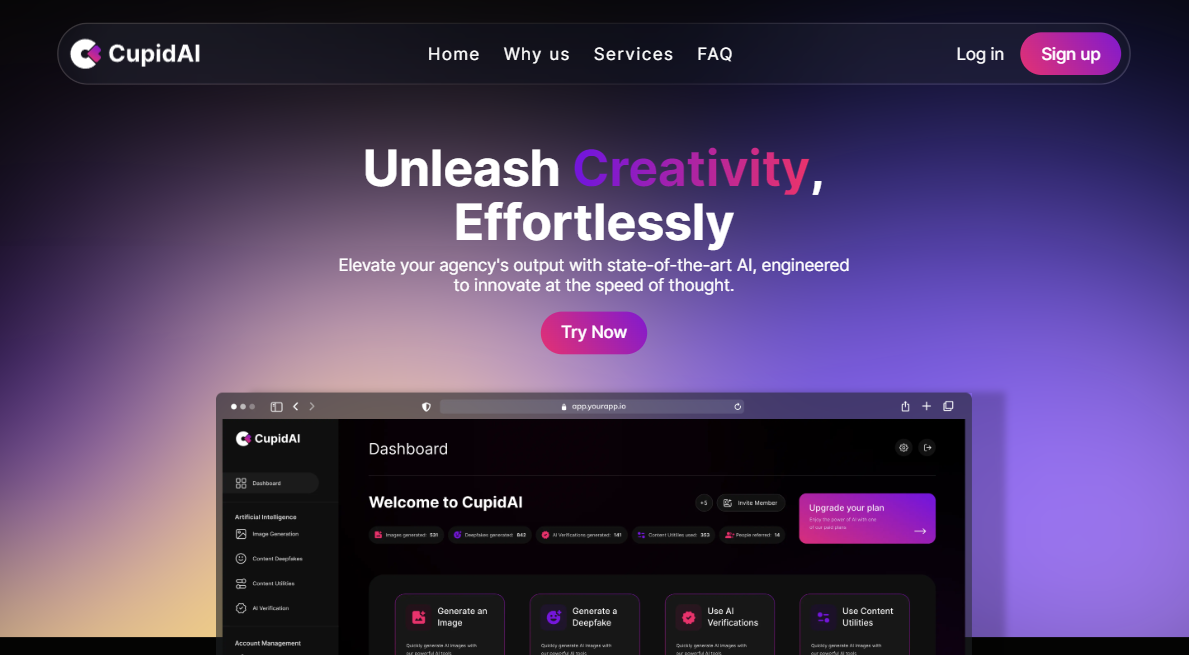 CupidAI
Home Why us Services FAQ
Log in Sign up
Unleash Creativity,
Effortlessly
Elevate your agency's output with state-of-the-art AI, engineered
to innovate at the speed of thought.
Try Now
app.yourapp.io
CupidAI
Dashboard
Dashboard
Welcome to CupidAI
+5 Invite Member
Upgrade your plan
Enjoy the power of AI with one
of our paid plans
Images generated: 531 Deepfakes generated: 843 AI Verifications generated: 141 Content Utilities used: 353 People referred: 14
Artificial Intelligence
Image Generation
Content Deepfakes
Content Utilities
AI Verification
Account Management
Generate an
Image
Quickly generate AI images with
our powerful AI tools
Generate a
Deepfake
Quickly generate AI images with
our powerful AI tools
Use AI
Verifications
Quickly generate AI images with
our powerful AI tools
Use Content
Utilities
Quickly generate AI images with
our powerful AI tools